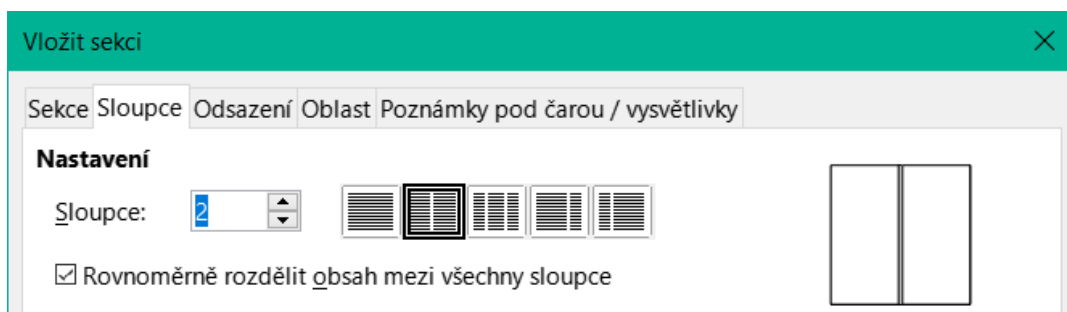 Vložit sekci
Sekce Sloupce Odsazení Oblast Poznámky pod čarou / vysvětlivky
Nastavení
Sloupce: 2
Rovnoměrně rozdělit obsah mezi všechny sloupce